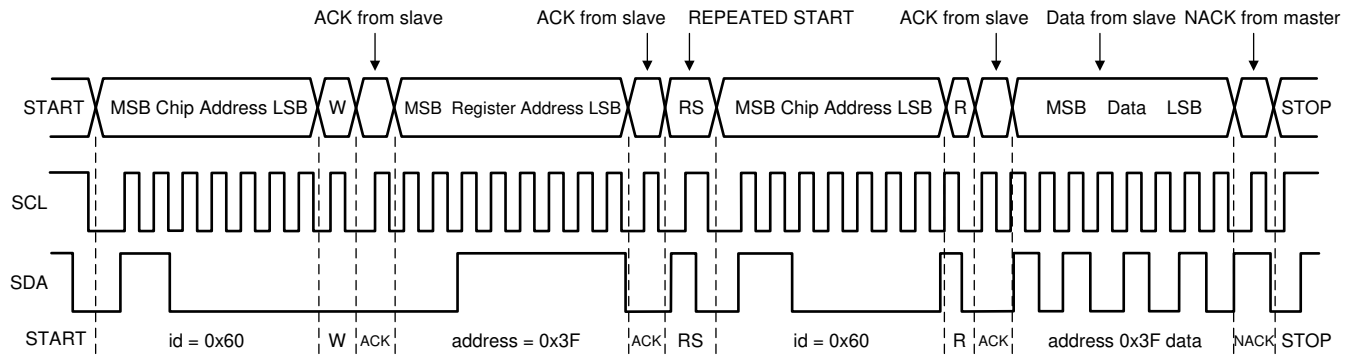 ACK from slave ACK from slave REPEATED START ACK from slave Data from slave NACK from master
START MSB Chip Address LSB W MSB Register Address LSB RS MSB Chip Address LSB R MSB Data LSB STOP
SCL
SDA
START id = 0x60 W ACK address = 0x3F ACK RS id = 0x60 R ACK address 0x3F data NACK STOP